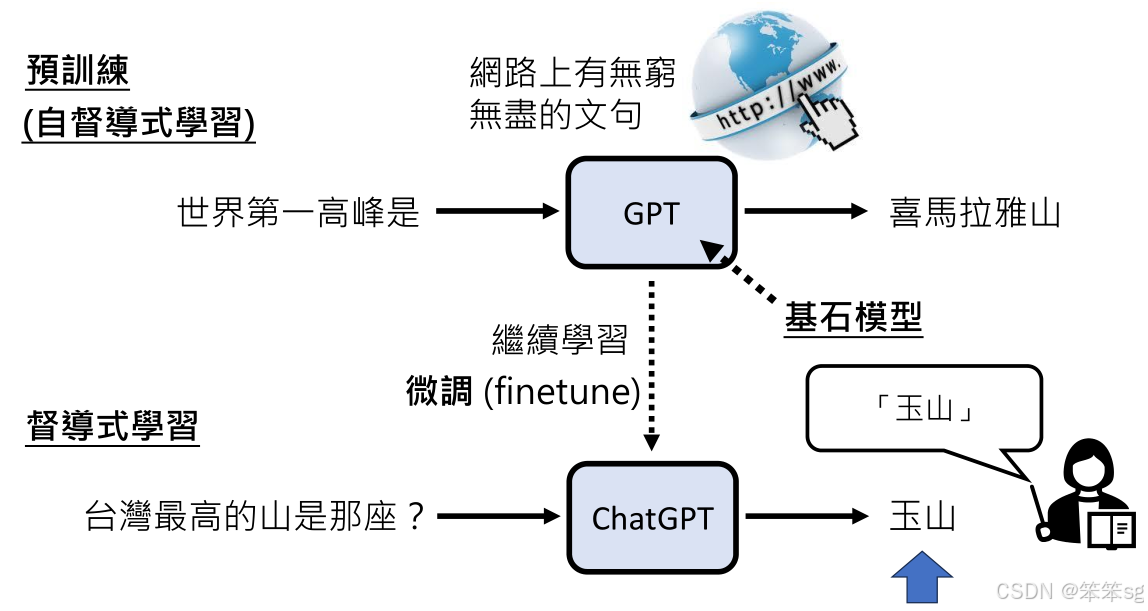 預訓練
(自督導式學習)
網路上有無窮
無盡的文句
http://www.
世界第一高峰是
GPT
喜馬拉雅山
基石模型
繼續學習
微調 (finetune)
督導式學習
「玉山」
台灣最高的山是那座？
ChatGPT
玉山
CSDN @笨笨sg